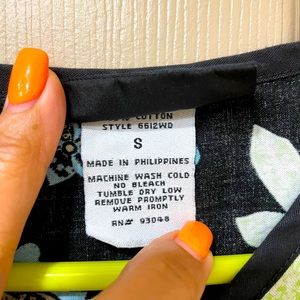 COTTON
STYLE 6612WD
S
MADE IN PHILIPPINES
MACHINE WASH COLD
NO BLEACH
TUMBLE DRY LOW
REMOVE PROMPTLY
WARM IRON
RN# 93048